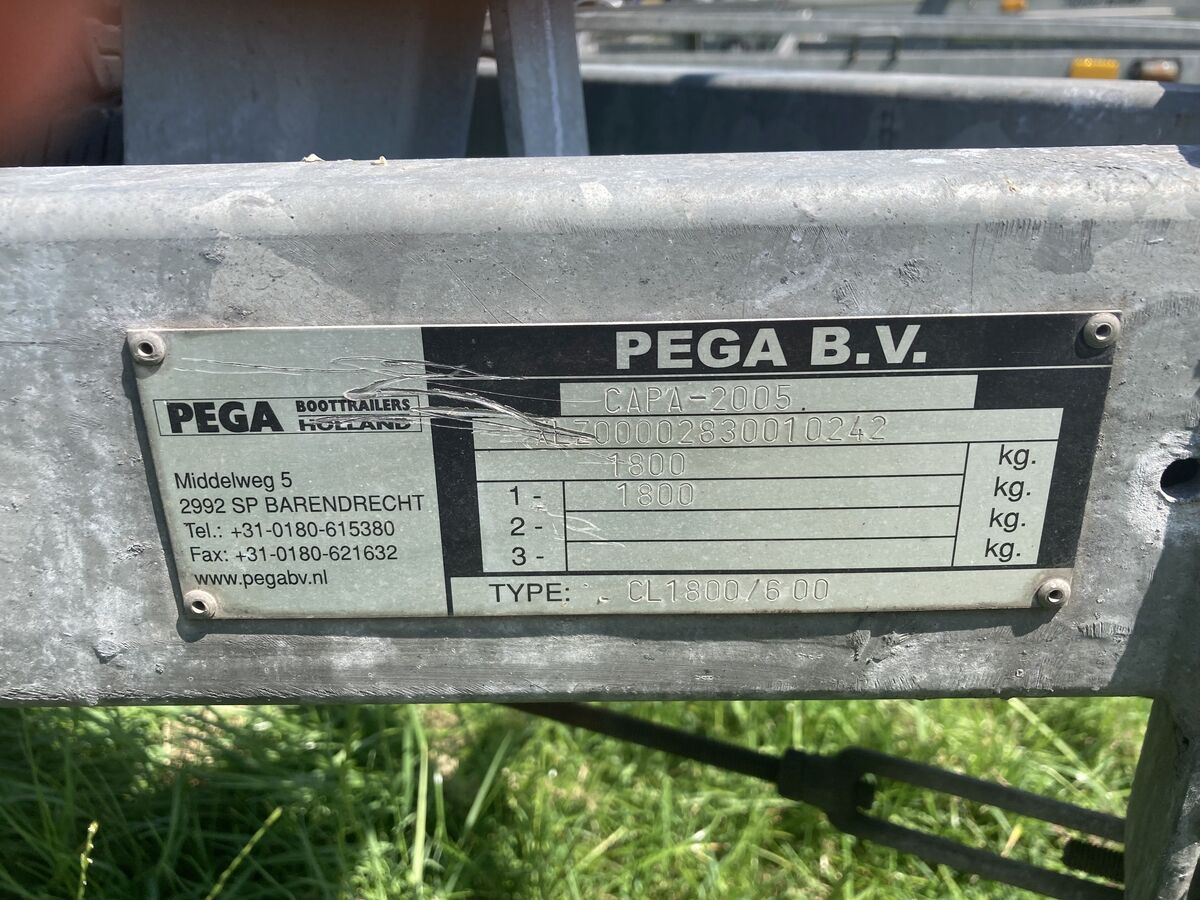 PEGA BOOTTRAILERS HOLLAND
Middelweg 5
2992 SP BARENDRECHT
Tel.: +31-0180-615380
Fax: +31-0180-621632
www.pegabv.nl
PEGA B.V.
CAPA-2005
1800 kg.
1 - 1800 kg.
2 - kg.
3 - kg.
TYPE: CL1800/600